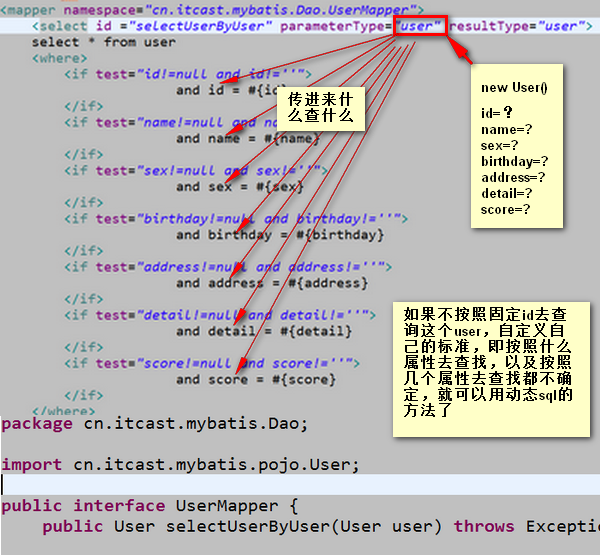 <mapper namespace="cn.itcast.mybatis.Dao.UserMapper">
<select id ="selectUserByUser" parameterType="user" resultType="user">
select * from user
<where>
<if test="id!=null and id!=''">
and id = #{id
</if>
<if test="name!=null and na
and name = #{name}
</if>
<if test="sex!=null and sex!=''">
and sex = #{sex}
</if>
<if test="birthday!=null and birthday!=''">
and birthday = #{birthday}
</if>
<if test="address!=null and address!=''">
and address = #{address}
</if>
<if test="detail!=null and detail!=''">
and detail = #{detail}
</if>
<if test="score!=null and score!=''">
and score = #{score}
</if>
</where>
传进来什
么查什么
new User()
id=？
name=?
sex=?
birthday=?
address=?
detail=?
score=?
如果不按照固定id去查
询这个user，自定义自
己的标准，即按照什么
属性去查找，以及按照
几个属性去查找都不确
定，就可以用动态sql的
方法了
package cn.itcast.mybatis.Dao;
import cn.itcast.mybatis.pojo.User;
public interface UserMapper {
public User selectUserByUser(User user) throws Exceptio